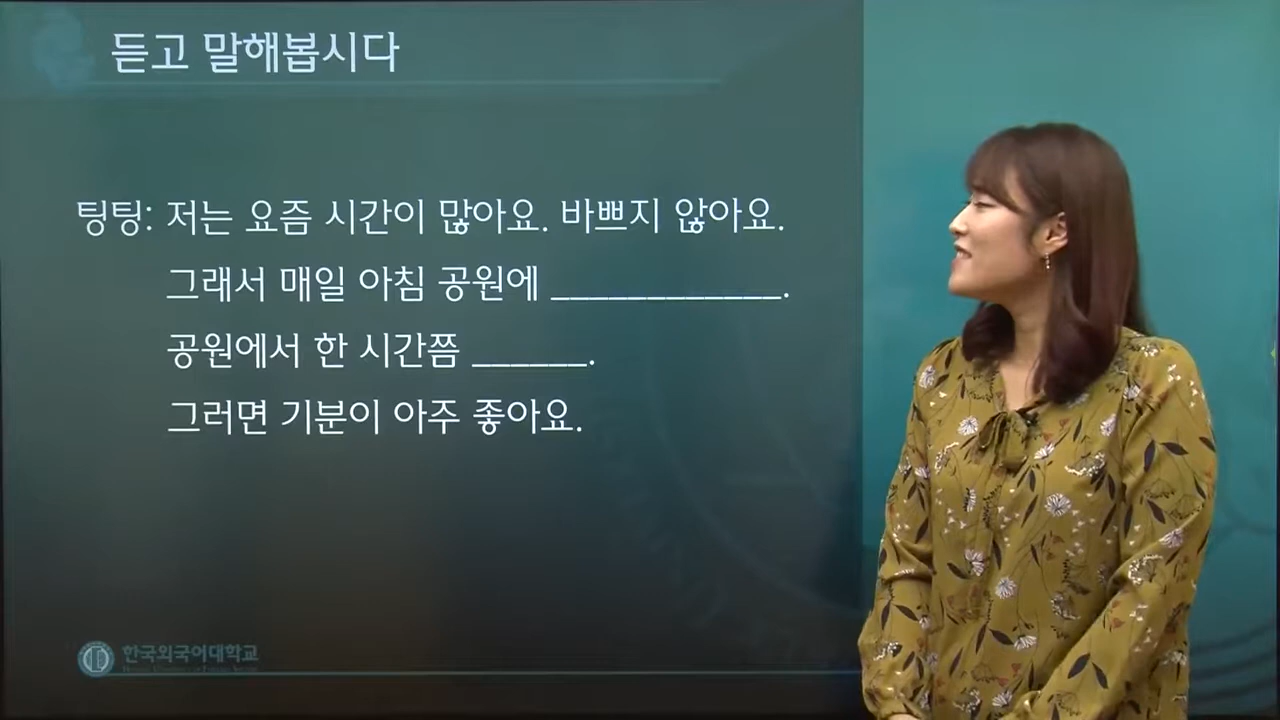 듣고 말해봅시다
팅팅: 저는 요즘 시간이 많아요. 바쁘지 않아요.
그래서 매일 아침 공원에 ____________.
공원에서 한 시간쯤 ______.
그러면 기분이 아주 좋아요.
한국외국어대학교